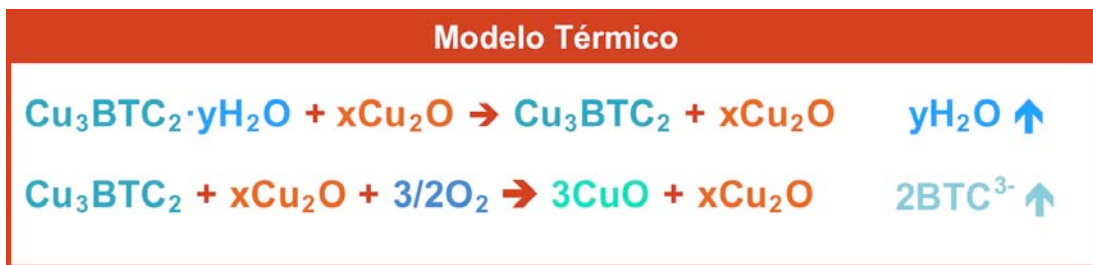 Modelo Térmico
Cu₃BTC₂·yH₂O + xCu₂O ➔ Cu₃BTC₂ + xCu₂O yH₂O ↑
Cu₃BTC₂ + xCu₂O + 3/2O₂ ➔ 3CuO + xCu₂O 2BTC³⁻ ↑